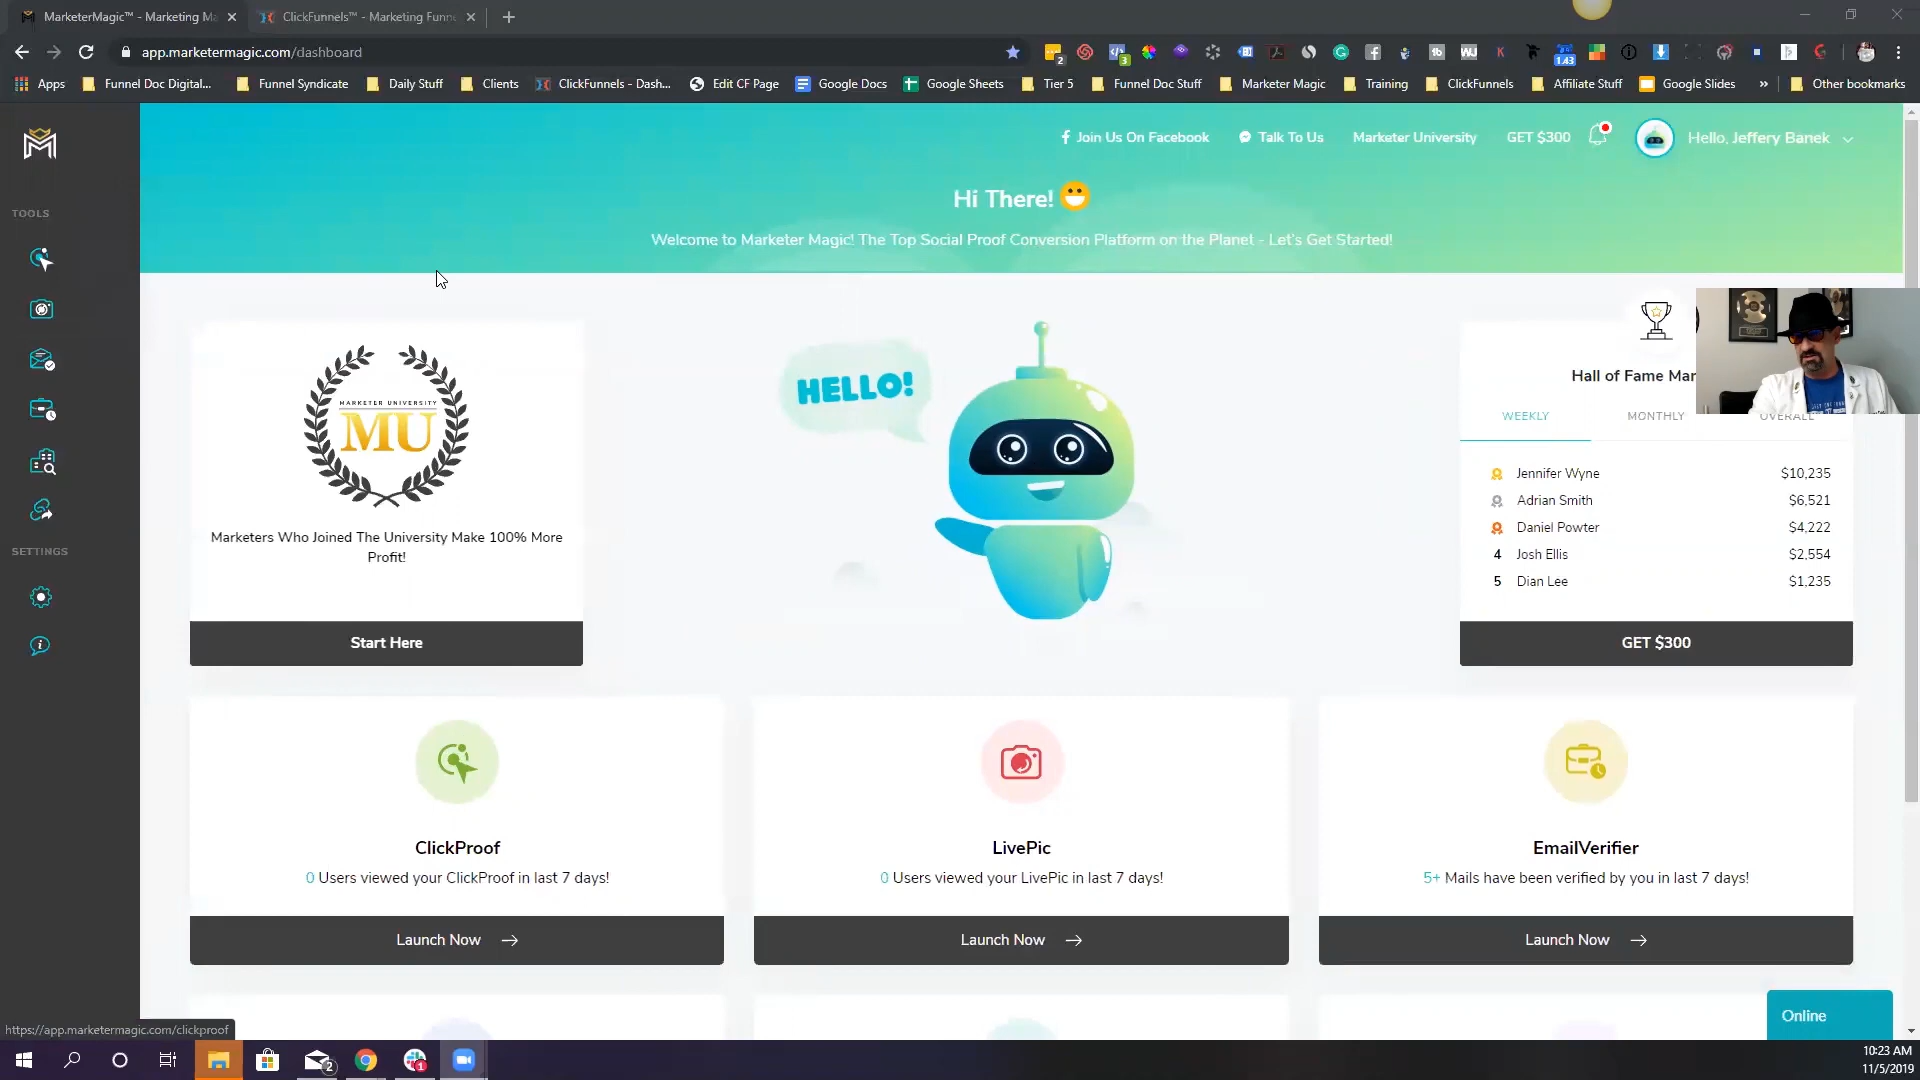 MarketerMagic™ - Marketing Ma
ClickFunnels™ - Marketing Funne
app.marketermagic.com/dashboard
2
3
1.43
Apps
Funnel Doc Digital...
Funnel Syndicate
Daily Stuff
Clients
ClickFunnels - Dash...
Edit CF Page
Google Docs
Google Sheets
Tier 5
Funnel Doc Stuff
Marketer Magic
Training
ClickFunnels
Affiliate Stuff
Google Slides
»
Other bookmarks
Join Us On Facebook
Talk To Us
Marketer University
GET $300
Hello, Jeffery Banek
Hi There!
Welcome to Marketer Magic! The Top Social Proof Conversion Platform on the Planet - Let's Get Started!
TOOLS
SETTINGS
MARKETER UNIVERSITY
MU
Marketers Who Joined The University Make 100% More
Profit!
Start Here
HELLO!
Hall of Fame Mar
WEEKLY
MONTHLY
OVERALL
Jennifer Wyne $10,235
Adrian Smith $6,521
Daniel Powter $4,222
4 Josh Ellis $2,554
5 Dian Lee $1,235
GET $300
ClickProof
0 Users viewed your ClickProof in last 7 days!
Launch Now
LivePic
0 Users viewed your LivePic in last 7 days!
Launch Now
EmailVerifier
5+ Mails have been verified by you in last 7 days!
Launch Now
Online
https://app.marketermagic.com/clickproof
2
1
10:23 AM
11/5/2019